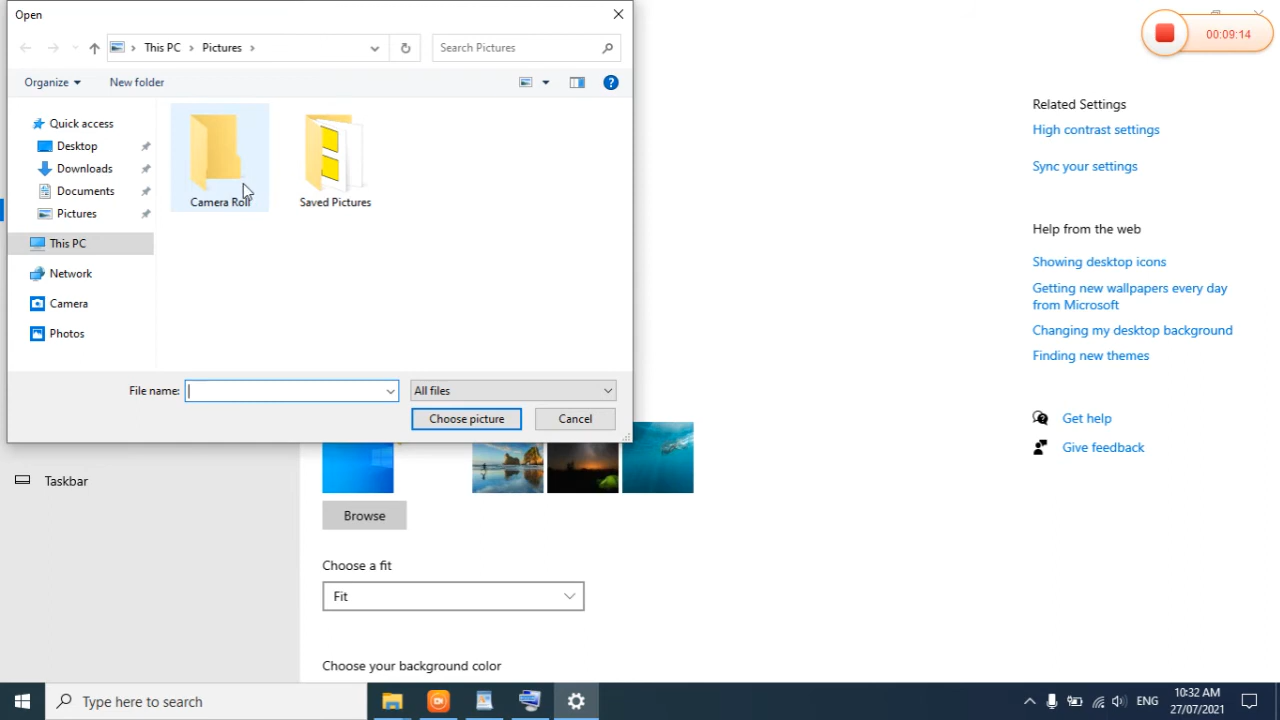 Open
This PC > Pictures >
Search Pictures
Organize
New folder
Quick access
Desktop
Downloads
Documents
Pictures
This PC
Network
Camera
Photos
Camera Roll
Saved Pictures
File name:
All files
Choose picture
Cancel
00:09:14
Related Settings
High contrast settings
Sync your settings
Help from the web
Showing desktop icons
Getting new wallpapers every day
from Microsoft
Changing my desktop background
Finding new themes
Get help
Give feedback
Taskbar
Browse
Choose a fit
Fit
Choose your background color
Type here to search
ENG
10:32 AM
27/07/2021